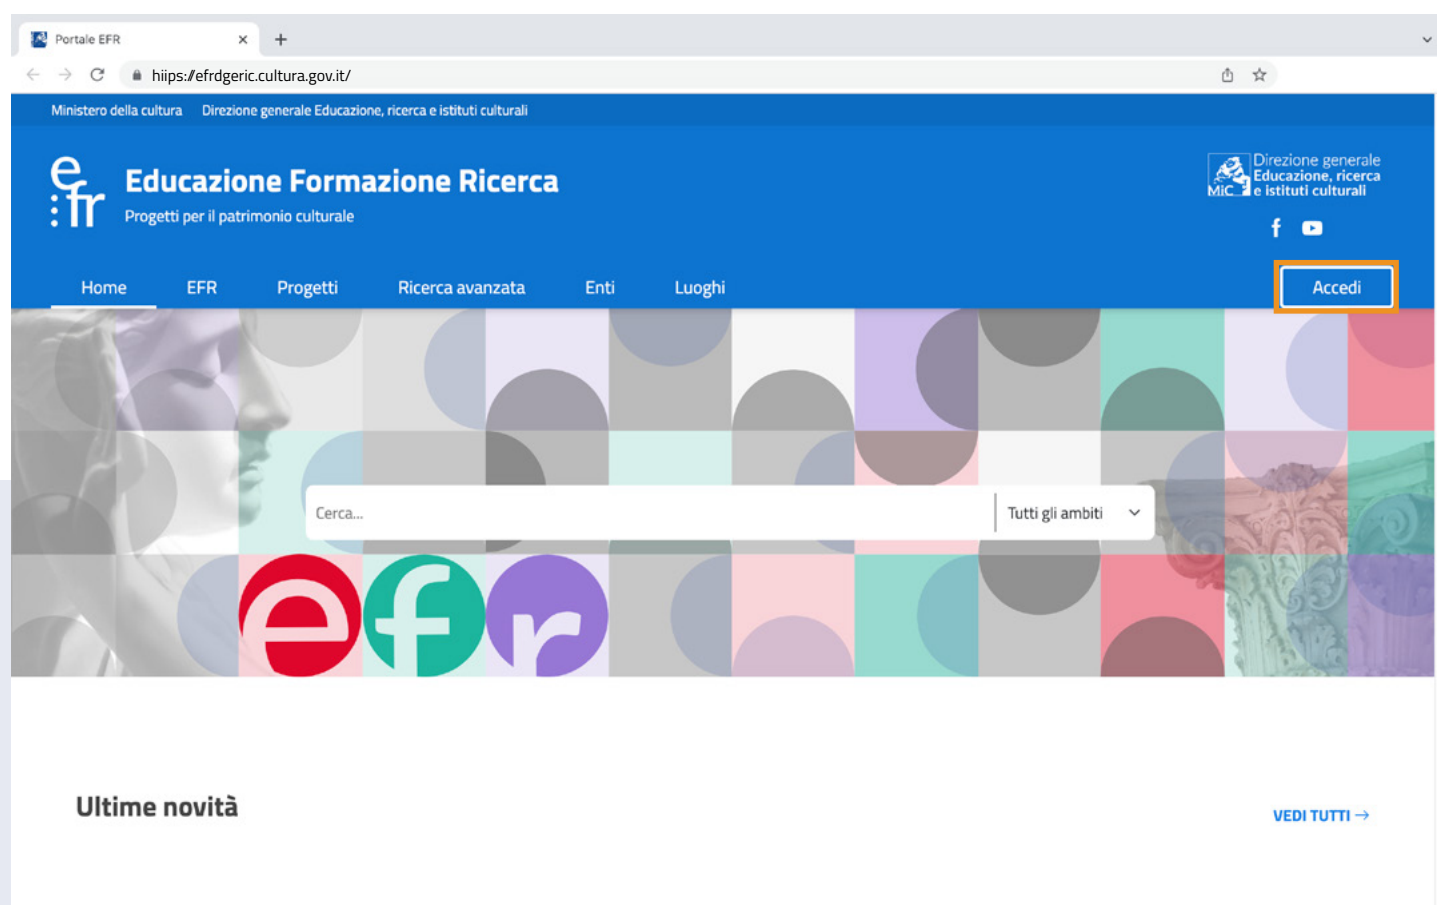 Portale EFR
hiips://efrdgeric.cultura.gov.it/
Ministero della cultura Direzione generale Educazione, ricerca e istituti culturali
efr
Educazione Formazione Ricerca
Progetti per il patrimonio culturale
MiC
Direzione generale
Educazione, ricerca
e istituti culturali
Home EFR Progetti Ricerca avanzata Enti Luoghi Accedi
Cerca... Tutti gli ambiti
efr
Ultime novità VEDI TUTTI →